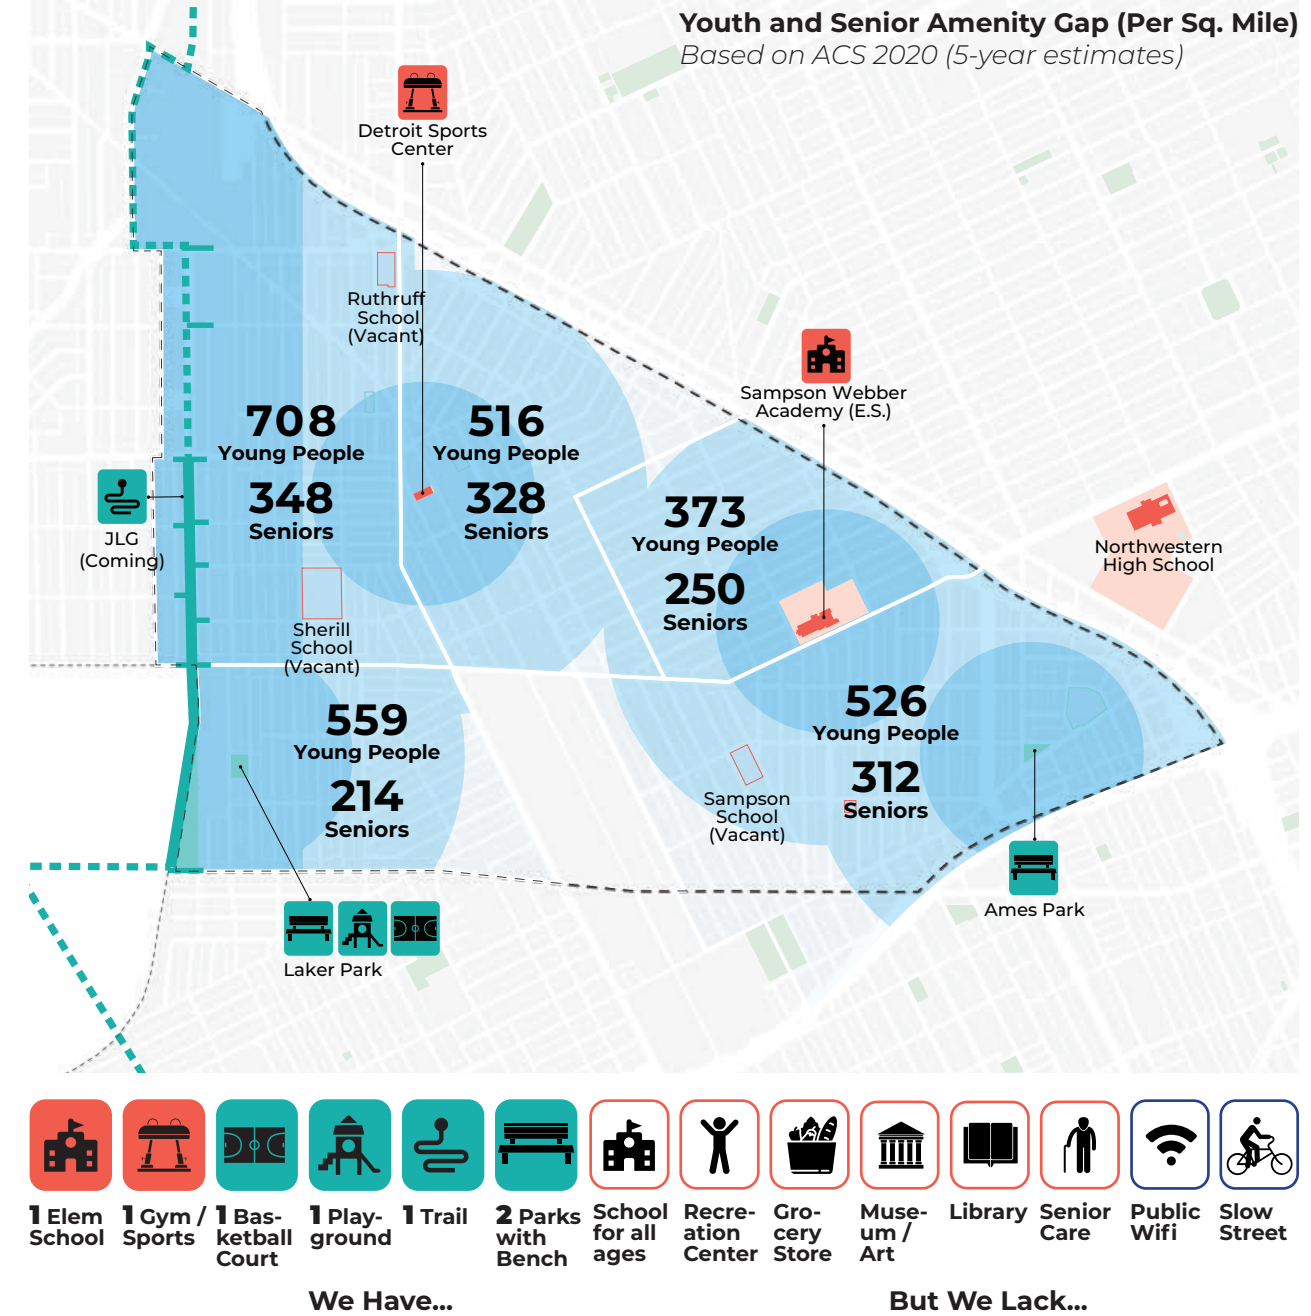 Youth and Senior Amenity Gap (Per Sq. Mile)
Based on ACS 2020 (5-year estimates)
Detroit Sports
Center
Ruthruff
School
(Vacant)
Sampson Webber
Academy (E.S.)
708
Young People
348
Seniors
516
Young People
328
Seniors
373
Young People
250
Seniors
JLG
(Coming)
Northwestern
High School
Sherill
School
(Vacant)
559
Young People
214
Seniors
526
Young People
312
Seniors
Sampson
School
(Vacant)
Ames Park
Laker Park
1 Elem
School
1 Gym /
Sports
1 Bas-
ketball
Court
1 Play-
ground
1 Trail
2 Parks
with
Bench
School
for all
ages
Recre-
ation
Center
Gro-
cery
Store
Muse-
um /
Art
Library
Senior
Care
Public
Wifi
Slow
Street
We Have...
But We Lack...